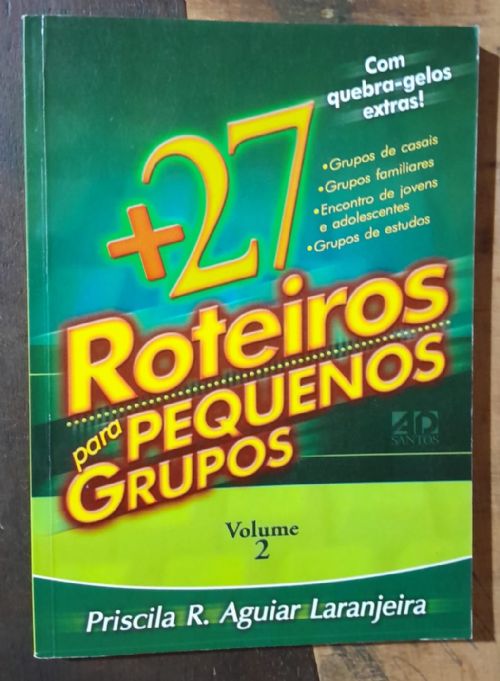 Com
quebra-gelos
extras!
+27
•Grupos de casais
•Grupos familiares
•Encontro de jovens
e adolescentes
•Grupos de estudos
Roteiros
para PEQUENOS
GRUPOS
AD
SANTOS
Volume
2
Priscila R. Aguiar Laranjeira